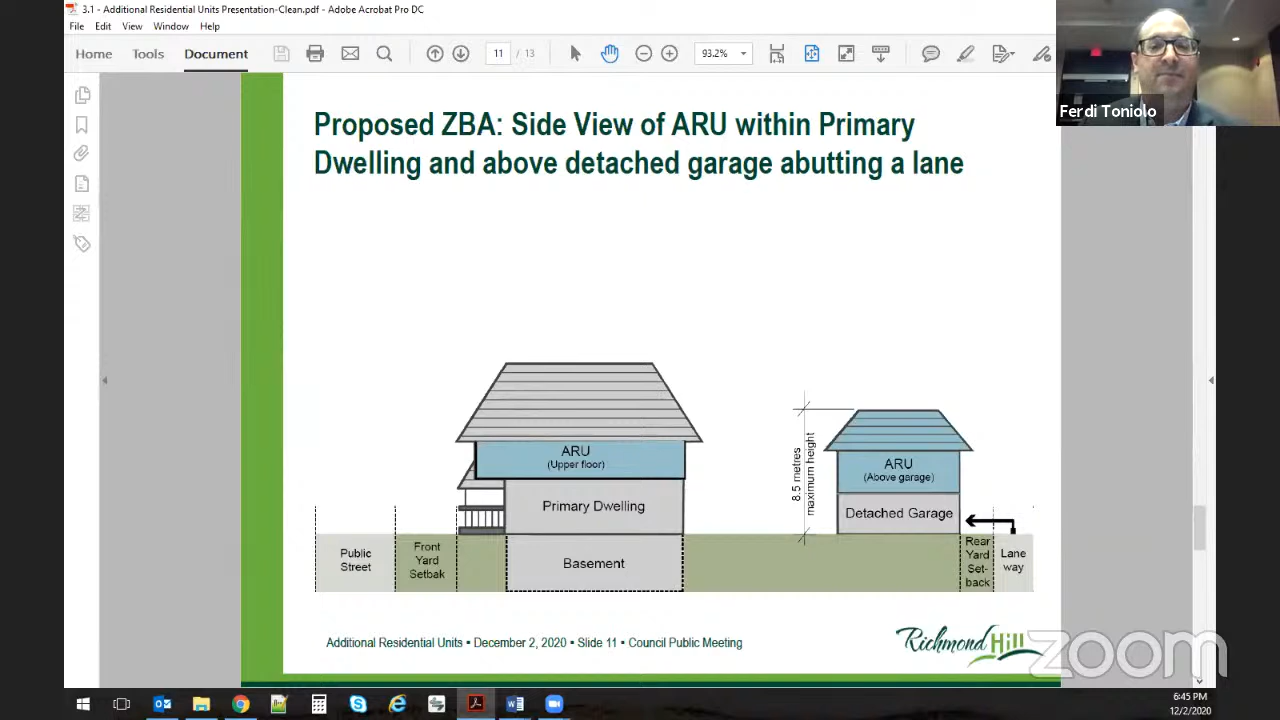 3.1 - Additional Residential Units Presentation-Clean.pdf - Adobe Acrobat Pro DC
File Edit View Window Help
Home Tools Document 11 / 13 93.2%
Ferdi Toniolo
Proposed ZBA: Side View of ARU within Primary
Dwelling and above detached garage abutting a lane
ARU
(Upper floor)
Primary Dwelling
Basement
8.5 metres
maximum height
ARU
(Above garage)
Detached Garage
Public
Street
Front
Yard
Setbak
Rear
Yard
Set-
back
Lane
way
Additional Residential Units • December 2, 2020 • Slide 11 • Council Public Meeting
Richmond Hill
zoom
6:45 PM
12/2/2020